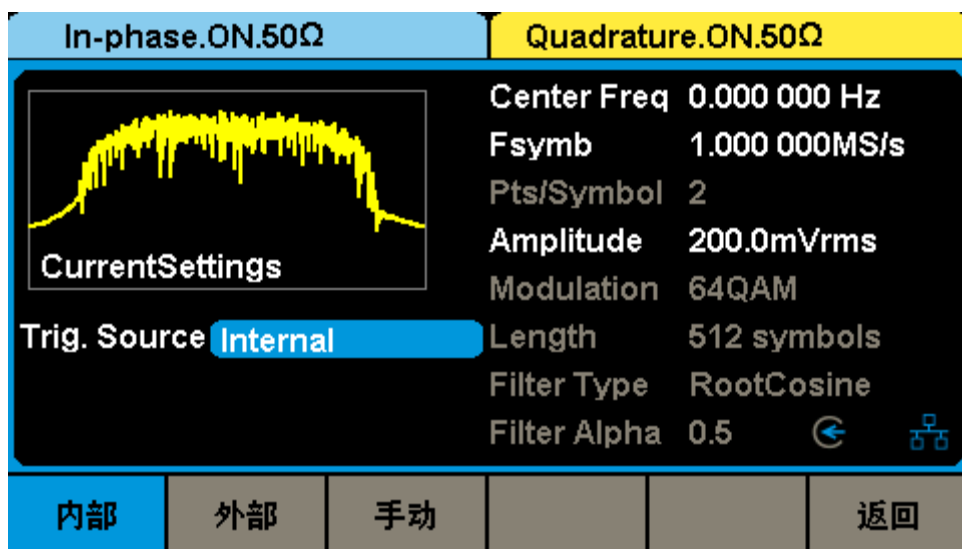 In-phase.ON.50Ω
Quadrature.ON.50Ω
CurrentSettings
Trig. Source Internal
Center Freq 0.000 000 Hz
Fsymb 1.000 000MS/s
Pts/Symbol 2
Amplitude 200.0mVrms
Modulation 64QAM
Length 512 symbols
Filter Type RootCosine
Filter Alpha 0.5
内部 外部 手动 返回